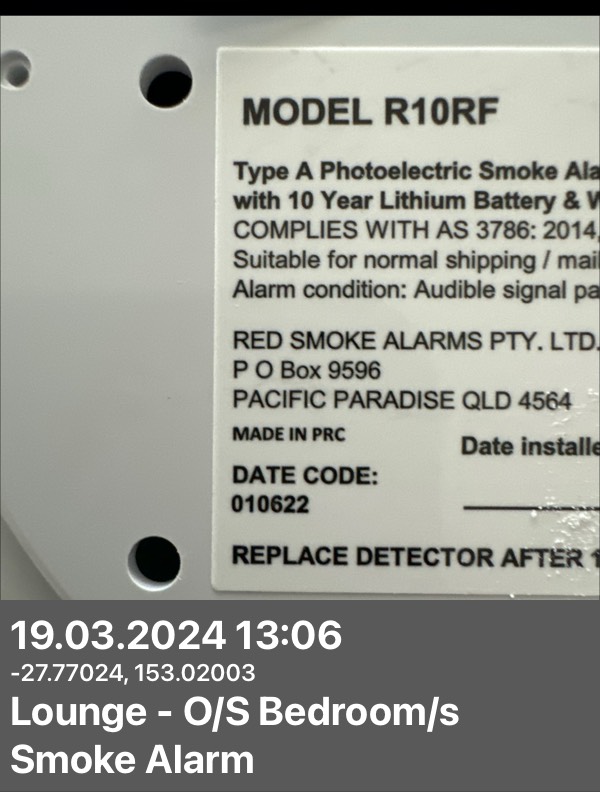 MODEL R10RF
Type A Photoelectric Smoke
with 10 Year Lithium Battery &
COMPLIES WITH AS 3786: 2014,
Suitable for normal shipping /
Alarm condition: Audible signal
RED SMOKE ALARMS PTY. LTD.
P O Box 9596
PACIFIC PARADISE QLD 4564
MADE IN PRC
Date
DATE CODE:
010622
REPLACE DETECTOR AFTER
19.03.2024 13:06
-27.77024, 153.02003
Lounge - O/S Bedroom/s
Smoke Alarm